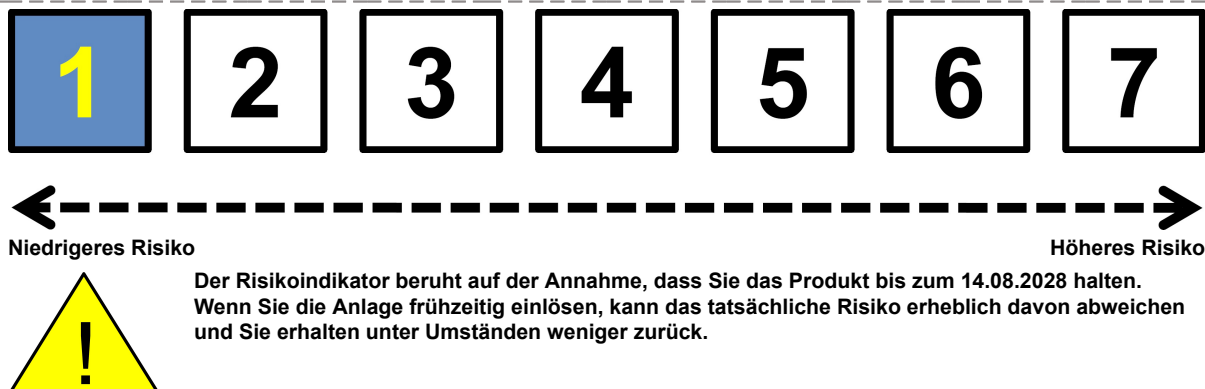 1 2 3 4 5 6 7
Niedrigeres Risiko Höheres Risiko
Der Risikoindikator beruht auf der Annahme, dass Sie das Produkt bis zum 14.08.2028 halten.
Wenn Sie die Anlage frühzeitig einlösen, kann das tatsächliche Risiko erheblich davon abweichen
und Sie erhalten unter Umständen weniger zurück.
!